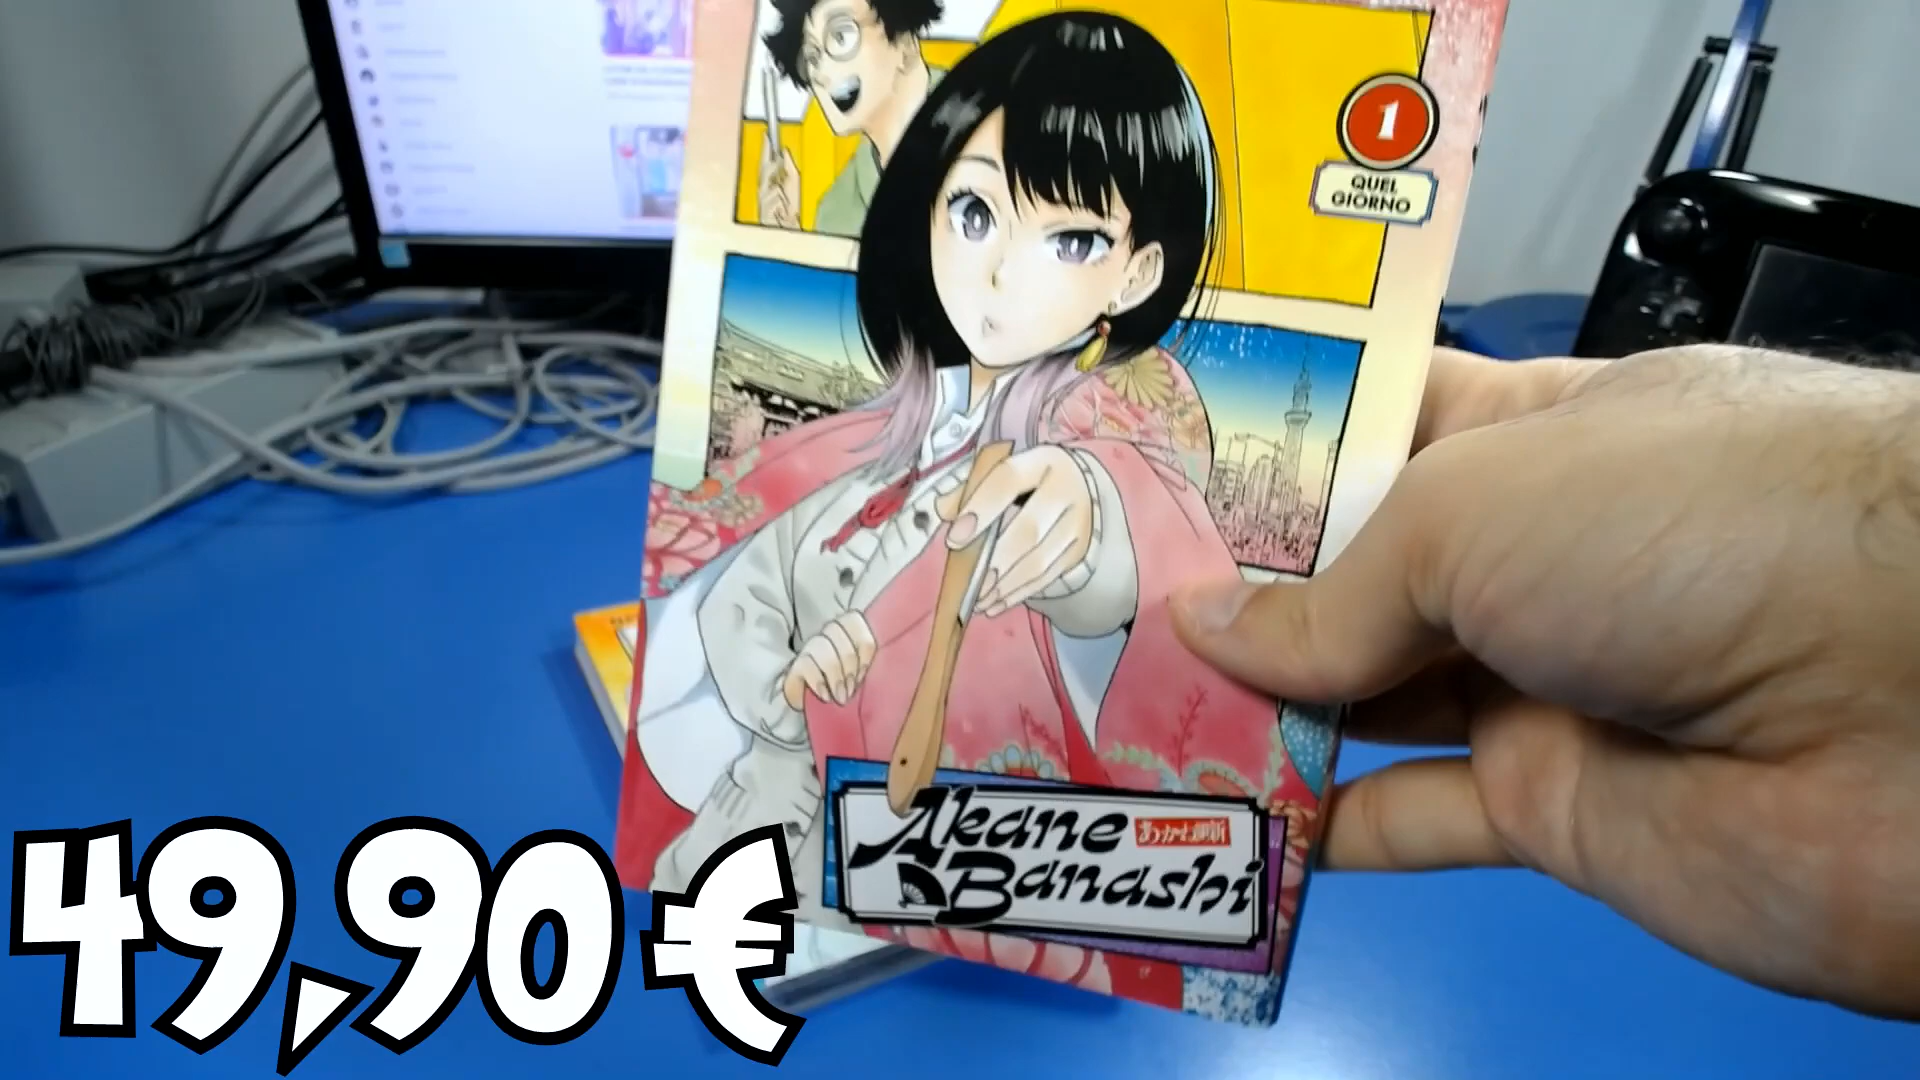 1
QUEL
GIORNO
Akane
あかね噺
Banashi
49,90 €